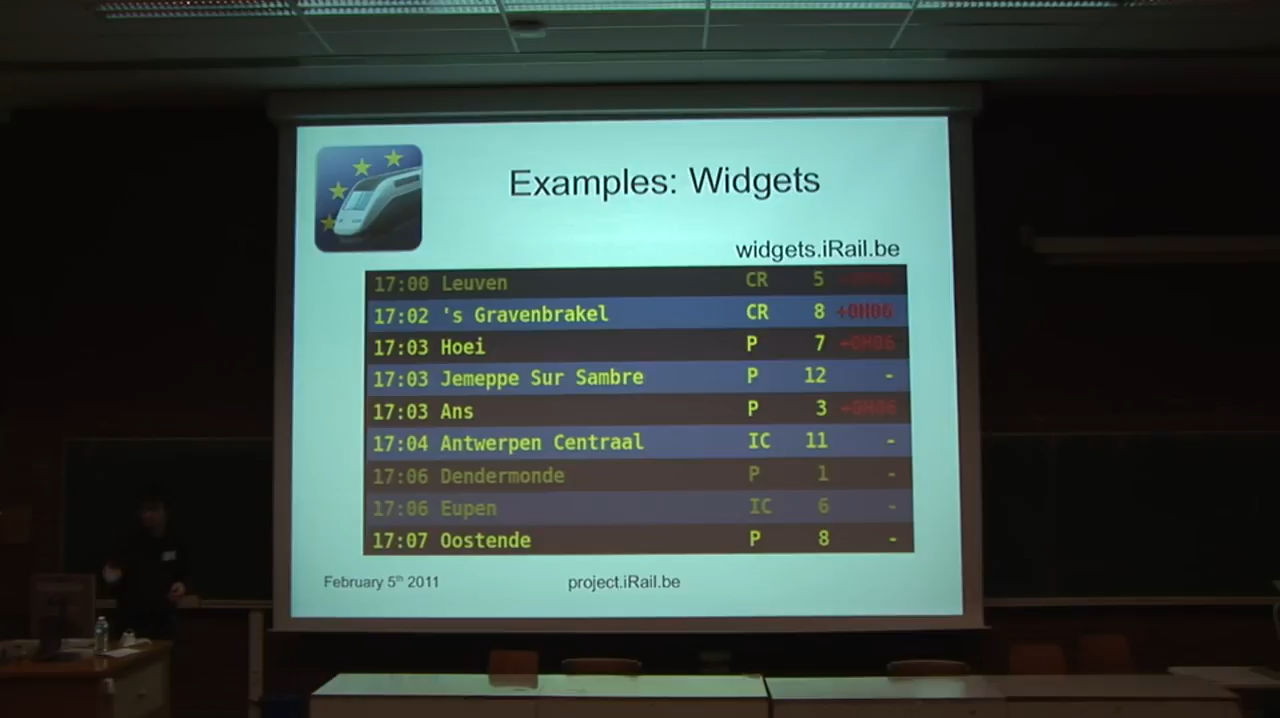 Examples: Widgets
widgets.iRail.be
17:00 Leuven CR 5
17:02 's Gravenbrakel CR 8 +0H06
17:03 Hoei P 7 +0H06
17:03 Jemeppe Sur Sambre P 12 -
17:03 Ans P 3 +0H06
17:04 Antwerpen Centraal IC 11 -
17:06 Dendermonde P 1 -
17:06 Eupen IC 6 -
17:07 Oostende P 8 -
February 5th 2011 project.iRail.be